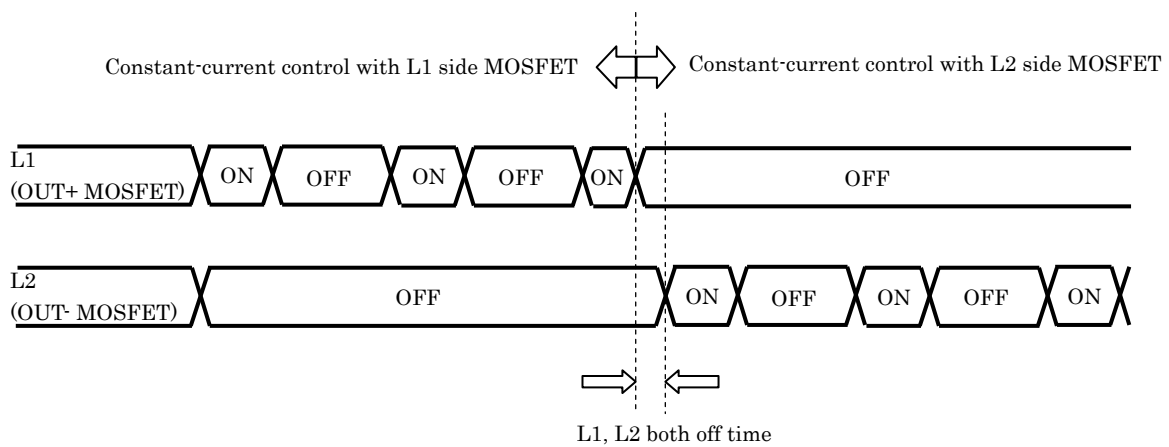 Constant-current control with L1 side MOSFET
Constant-current control with L2 side MOSFET
L1
(OUT+ MOSFET)
ON OFF ON OFF ON OFF
L2
(OUT- MOSFET)
OFF ON OFF ON OFF ON
L1, L2 both off time